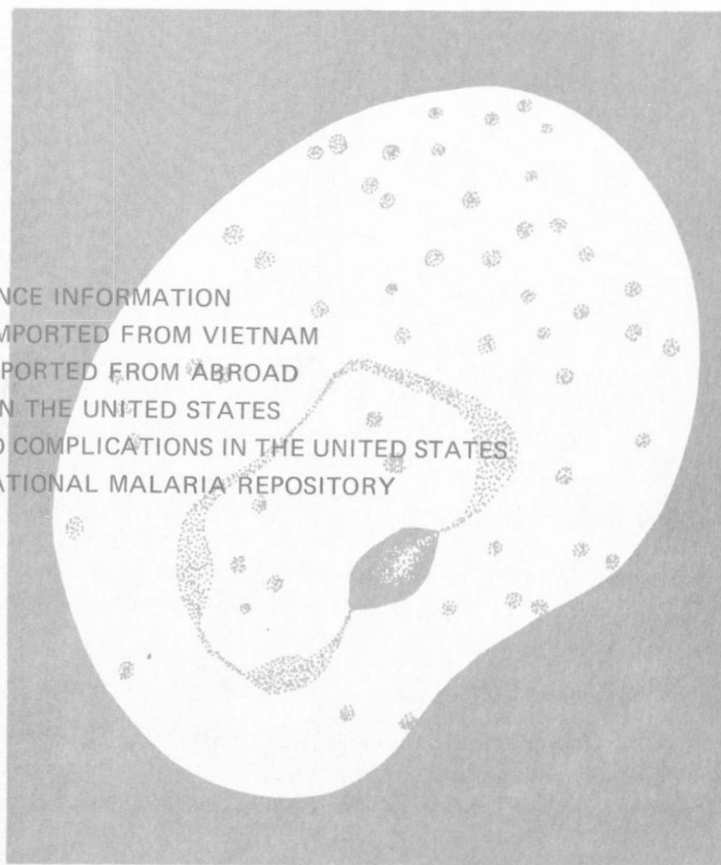 NCE INFORMATION
MPORTED FROM VIETNAM
PORTED FROM ABROAD
N THE UNITED STATES
D COMPLICATIONS IN THE UNITED STATES
ATIONAL MALARIA REPOSITORY